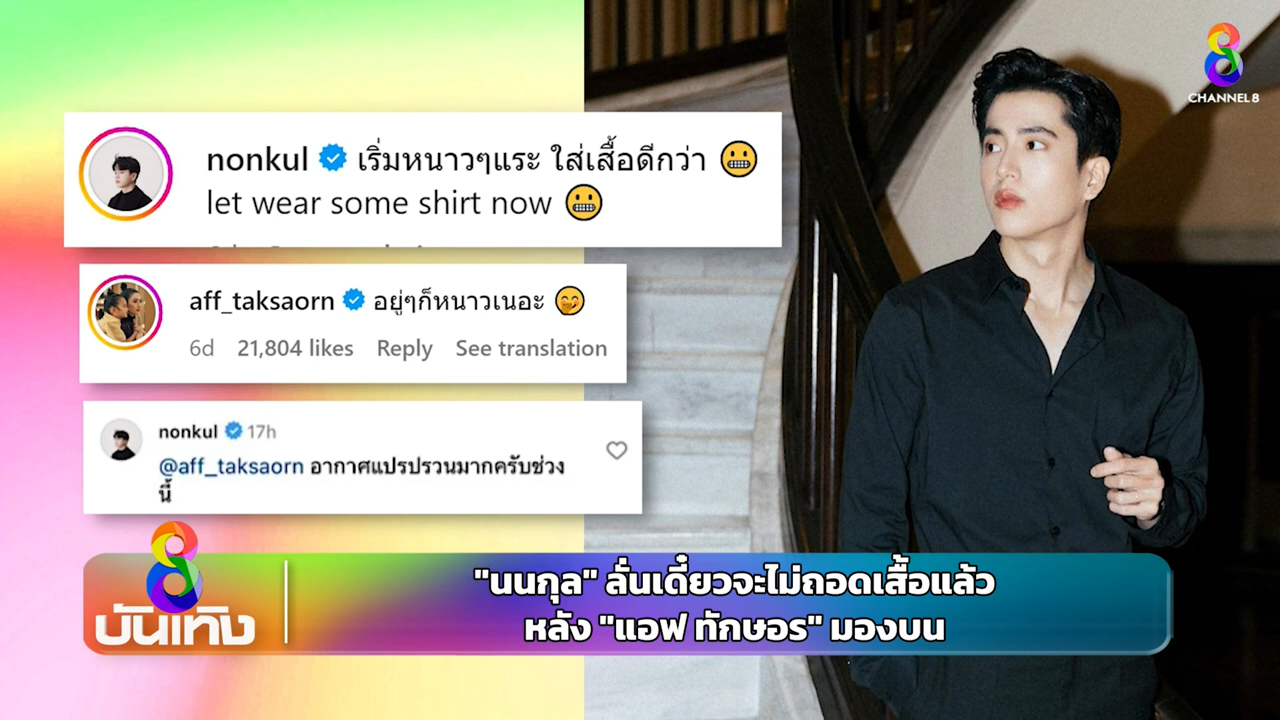 nonkul เริ่มหนาวๆแระ ใส่เสื้อดีกว่า 😬
let wear some shirt now 😬
aff_taksaorn อยู่ๆก็หนาวเนอะ 🤭
6d 21,804 likes Reply See translation
nonkul 17h
@aff_taksaorn อากาศแปรปรวนมากครับช่วง
นี้
8
CHANNEL 8
8
บันเทิง
"นนกุล" ลั่นเดี๋ยวจะไม่ถอดเสื้อแล้ว
หลัง "แอฟ ทักษอร" มองบน